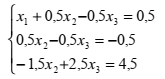 x₁ + 0,5x₂–0,5x₃ = 0,5
0,5x₂–0,5x₃ = –0,5
–1,5x₂+2,5x₃ = 4,5